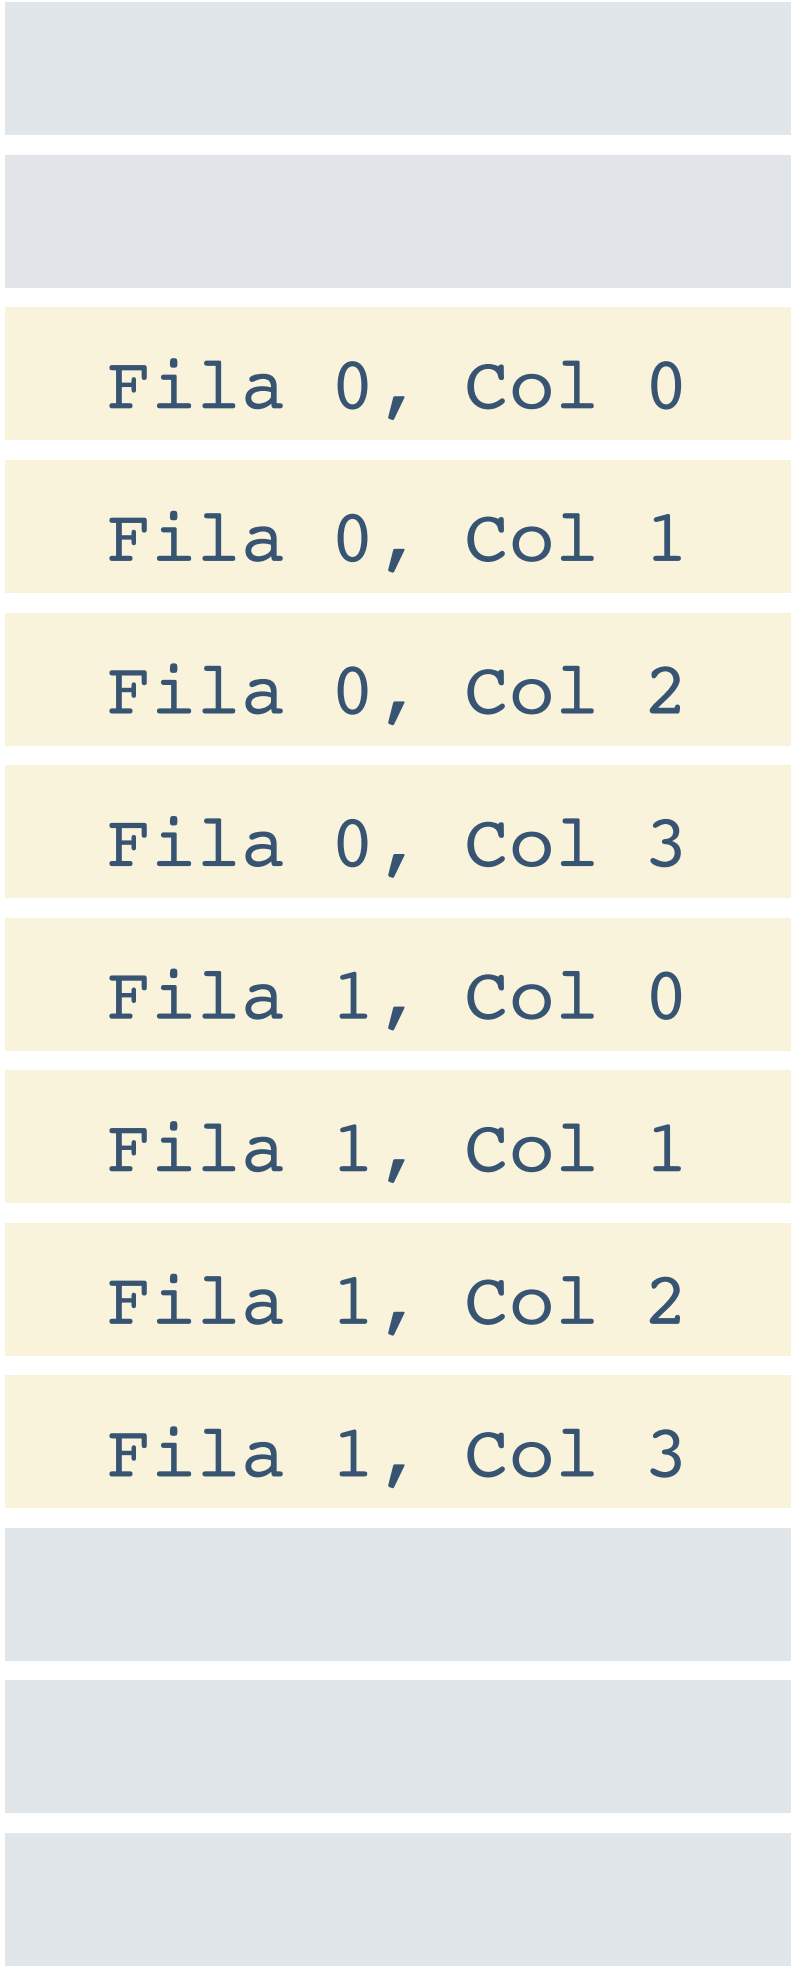 Fila 0, Col 0
Fila 0, Col 1
Fila 0, Col 2
Fila 0, Col 3
Fila 1, Col 0
Fila 1, Col 1
Fila 1, Col 2
Fila 1, Col 3